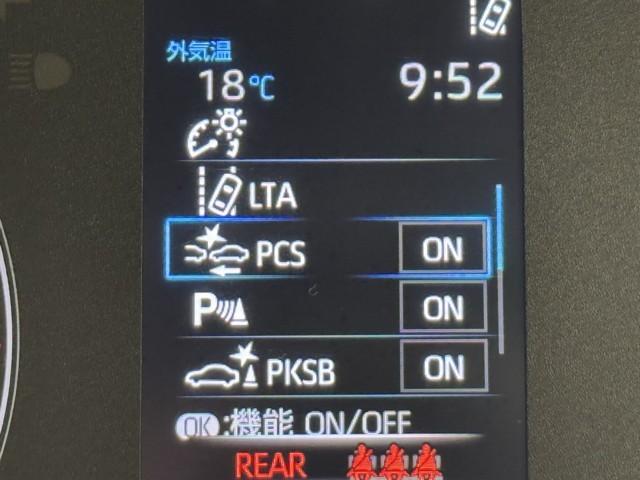 外気温
18℃ 9:52
LTA
PCS ON
P ON
PKSB ON
OK:機能 ON/OFF
REAR